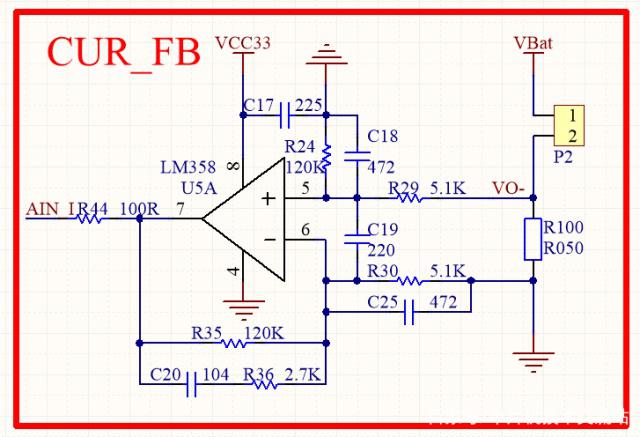 CUR_FB
VCC33
VBat
C17 225
1
2
P2
R24
120K
C18
472
LM358
U5A
8
5
+
R29 5.1K
VO-
AIN 1
R44 100R
7
6
-
C19
220
R100
R050
4
R30 5.1K
C25 472
R35 120K
C20 104 R36 2.7K